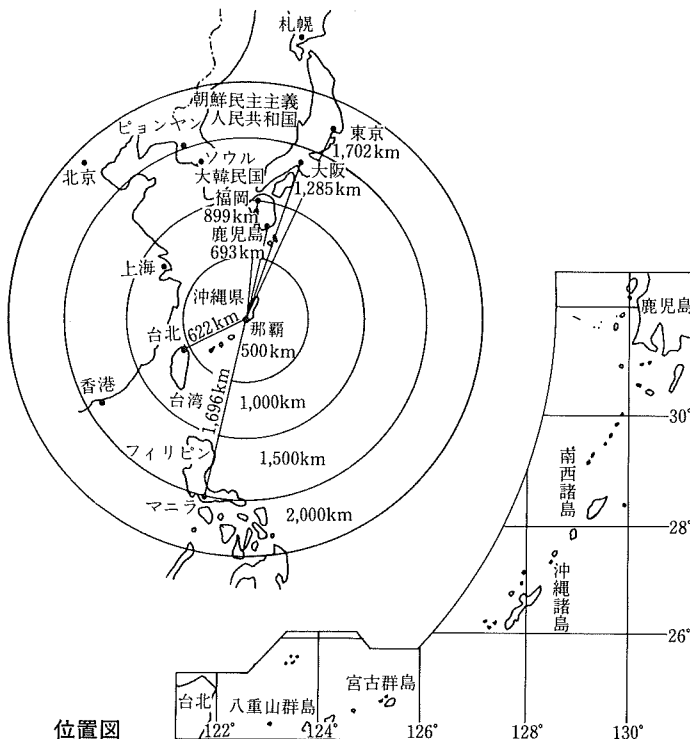 札幌
朝鮮民主主義
人民共和国
ピョンヤン
東京
1,702km
北京
ソウル
大韓民国
大阪
1,285km
福岡
899km
鹿児島
693km
上海
沖縄県
622km
那覇
台北
500km
香港
台湾
1,696km
1,000km
フィリピン
1,500km
マニラ
2,000km
鹿児島
30°
南西諸島
28°
沖縄諸島
26°
台北
八重山群島
宮古群島
122°
124°
126°
128°
130°
位置図